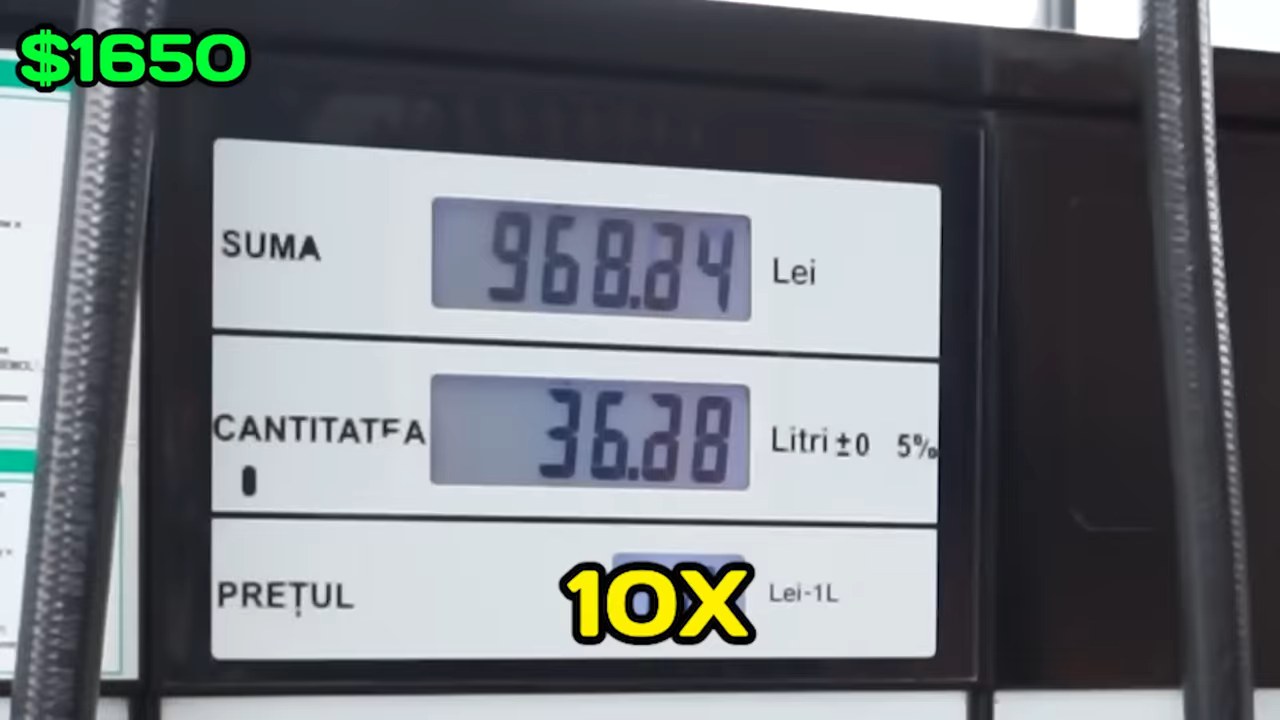 $1650
SUMA
968.24
Lei
CANTITATEA
36.28
Litri ±0 5‰
PREȚUL
10X
Lei-1L